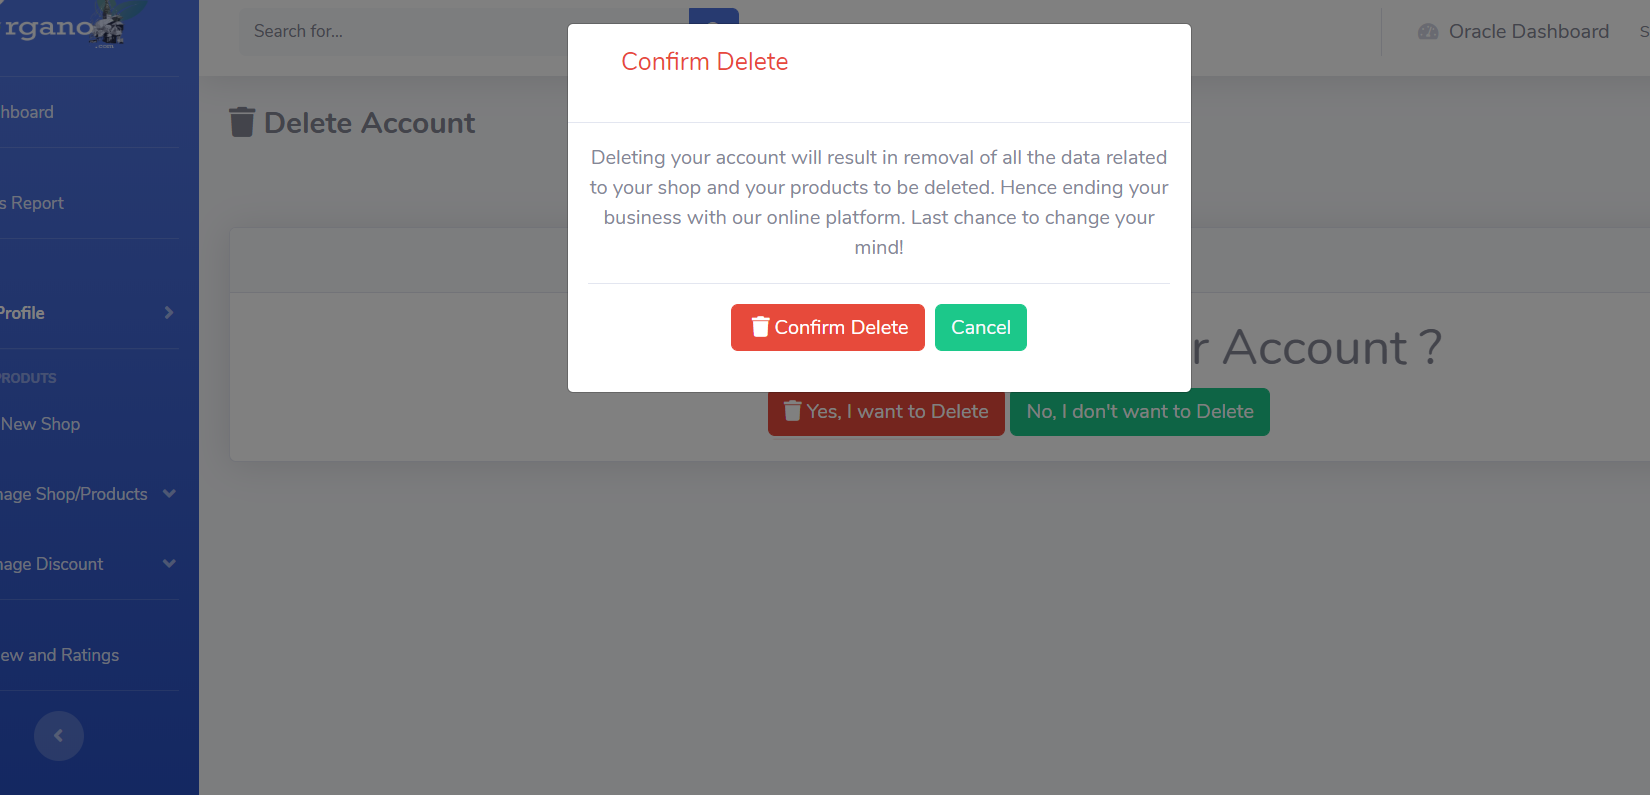 rgano
.com
Search for...
Oracle Dashboard
S
hboard
Delete Account
s Report
Profile
PRODUTS
New Shop
nage Shop/Products
nage Discount
ew and Ratings
Confirm Delete
Deleting your account will result in removal of all the data related
to your shop and your products to be deleted. Hence ending your
business with our online platform. Last chance to change your
mind!
Confirm Delete Cancel
r Account ?
Yes, I want to Delete No, I don't want to Delete